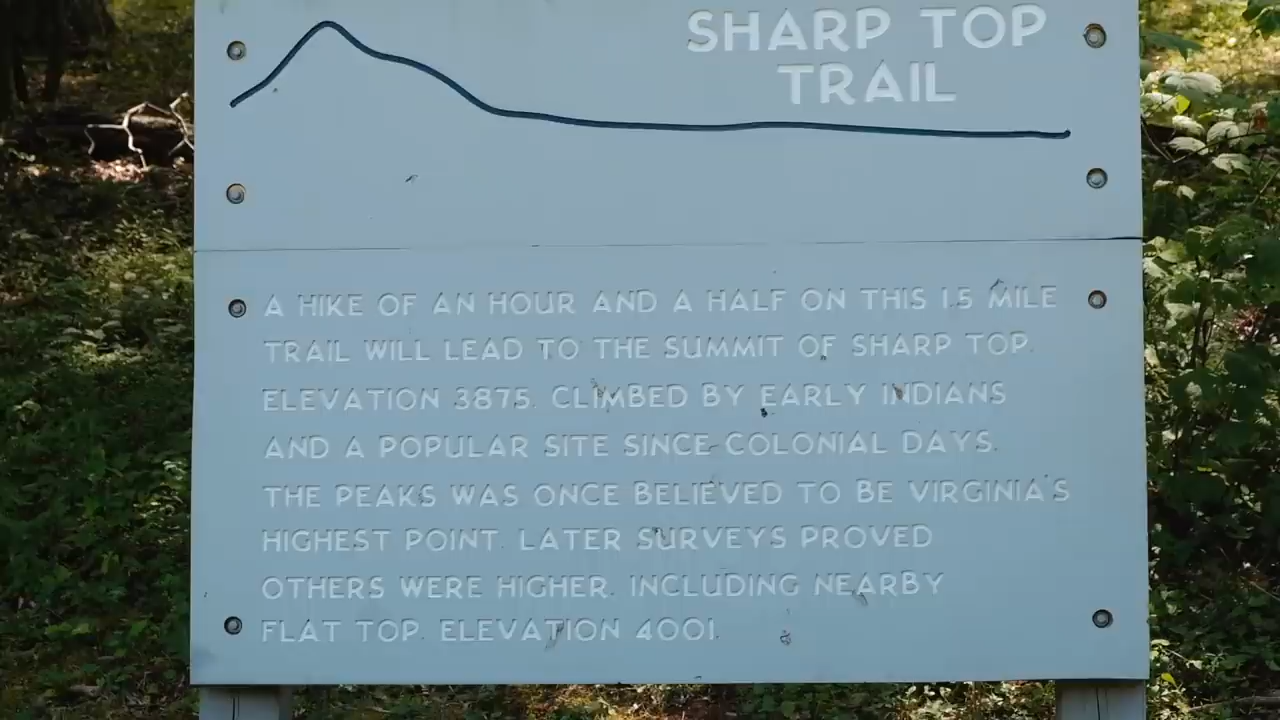 SHARP TOP
TRAIL
A HIKE OF AN HOUR AND A HALF ON THIS 1.5 MILE
TRAIL WILL LEAD TO THE SUMMIT OF SHARP TOP.
ELEVATION 3875. CLIMBED BY EARLY INDIANS
AND A POPULAR SITE SINCE COLONIAL DAYS.
THE PEAKS WAS ONCE BELIEVED TO BE VIRGINIA'S
HIGHEST POINT. LATER SURVEYS PROVED
OTHERS WERE HIGHER. INCLUDING NEARBY
FLAT TOP. ELEVATION 4001.